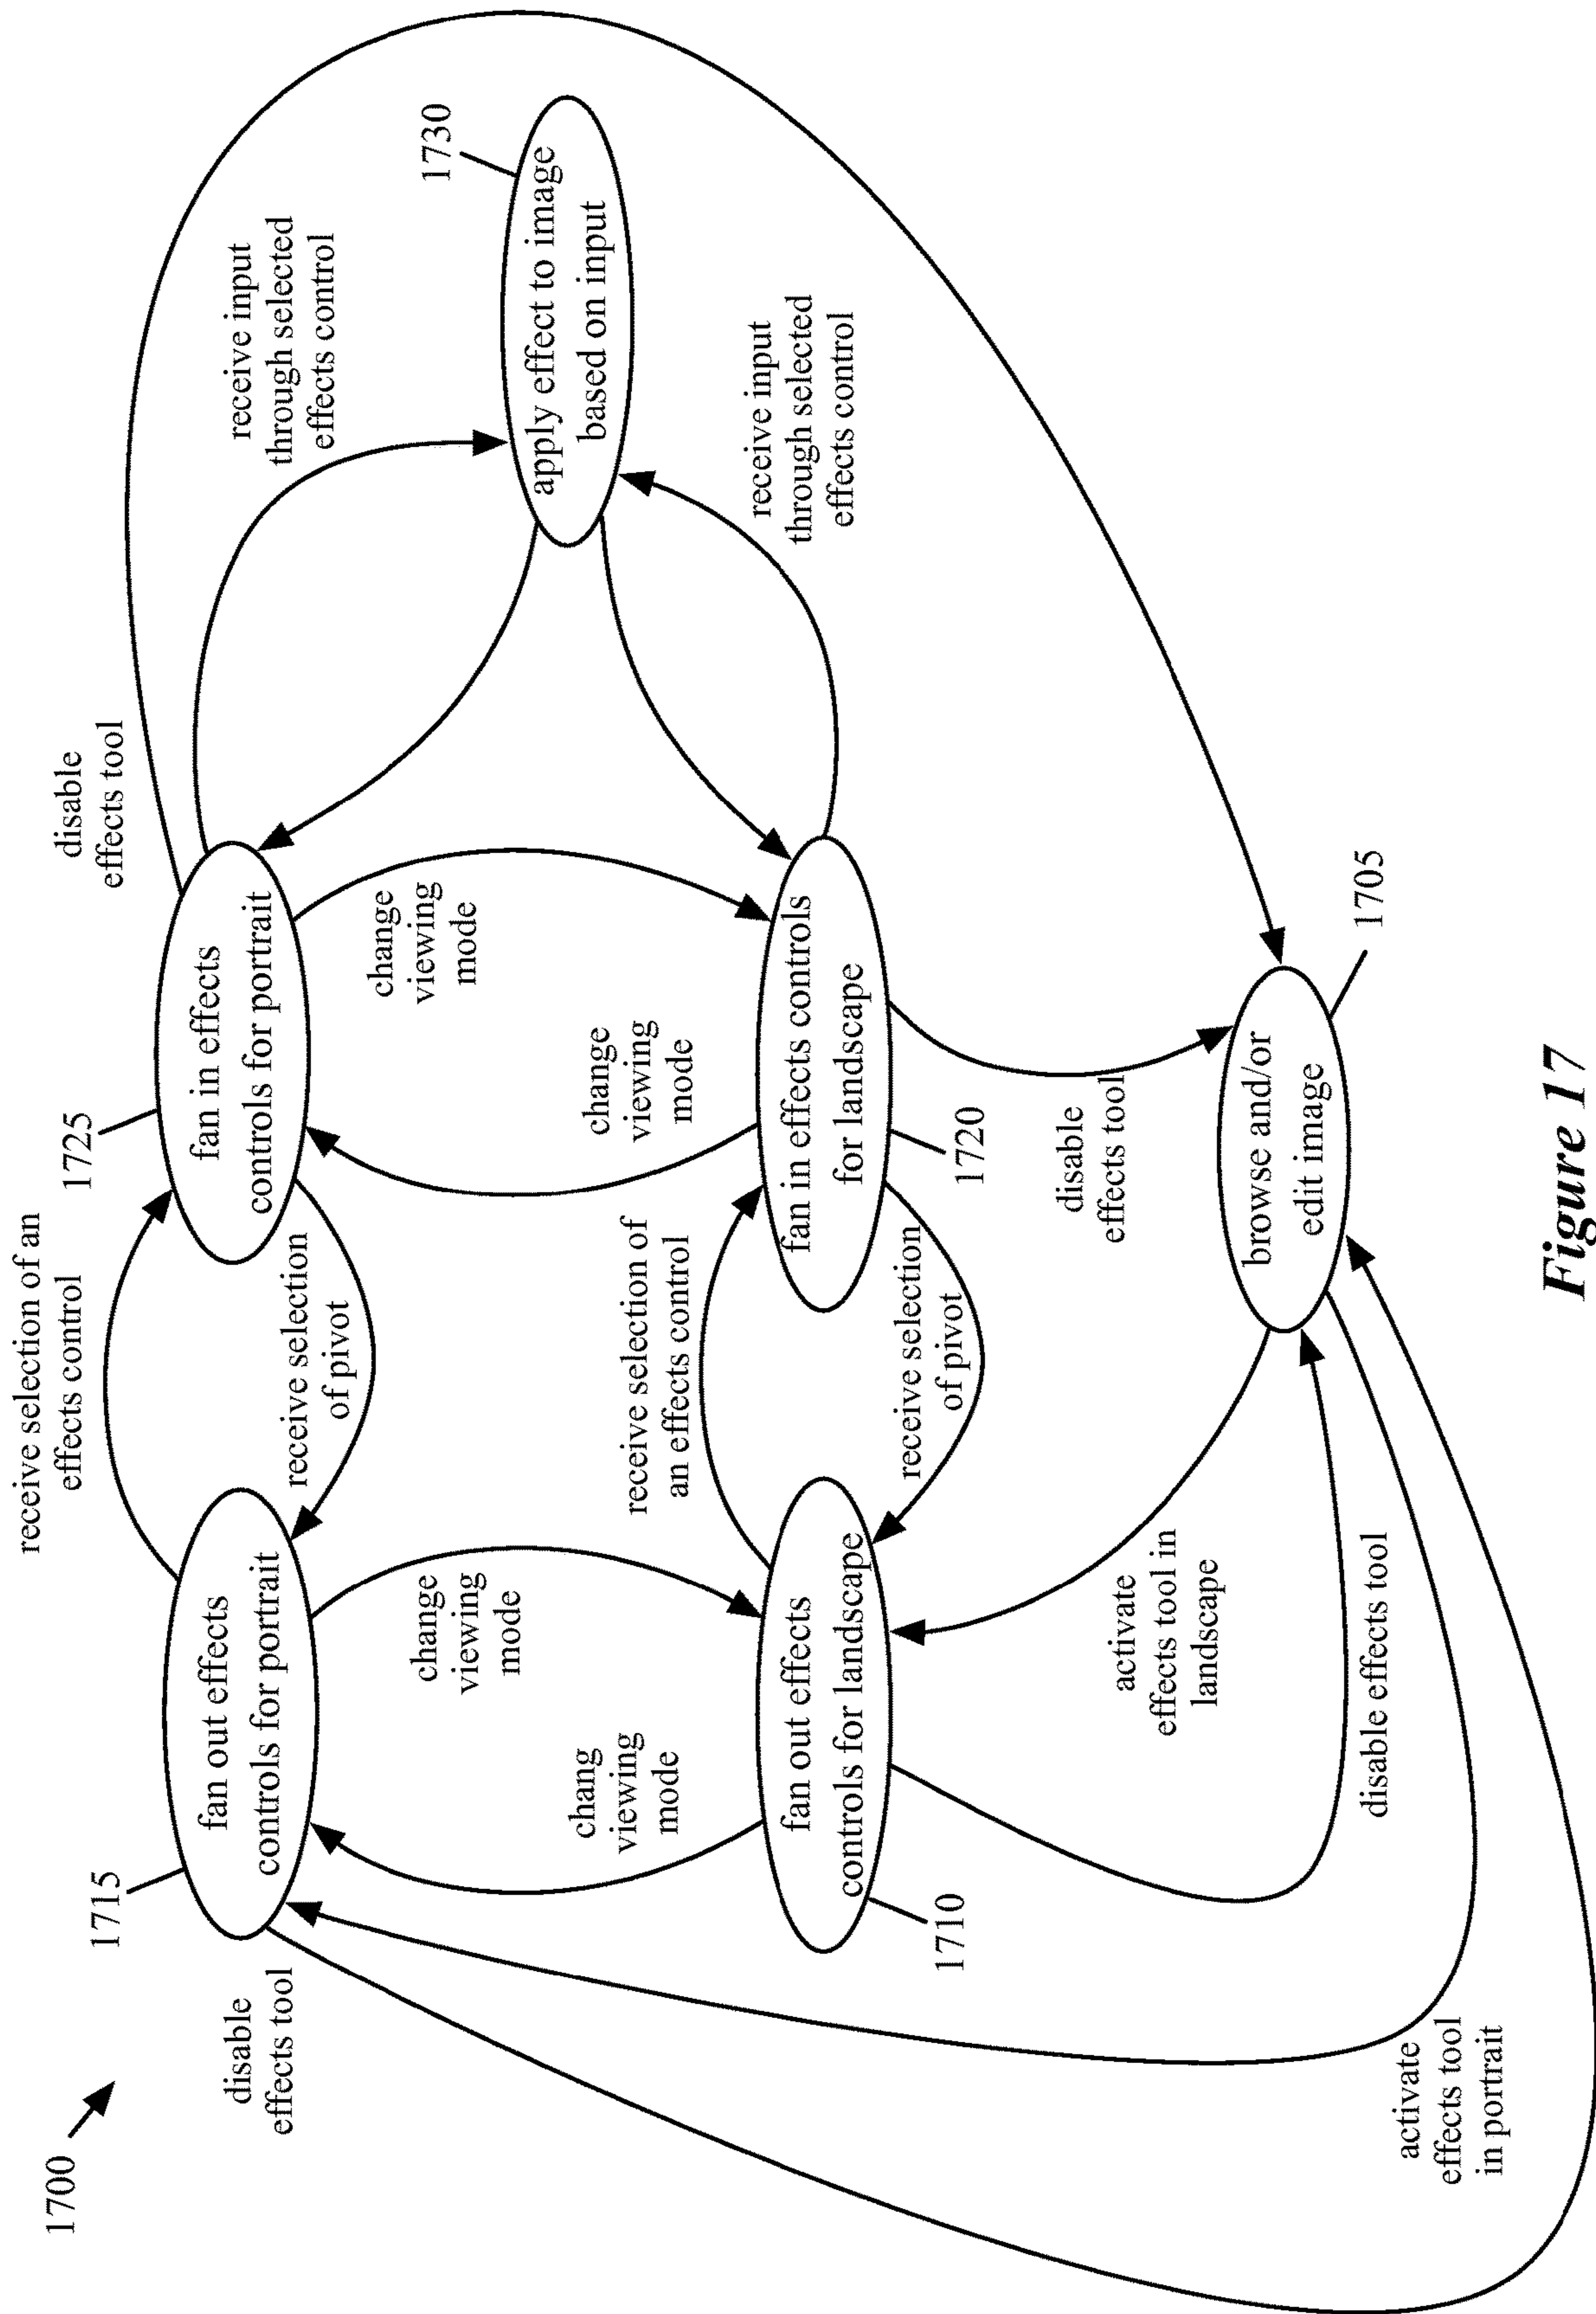 1700
receive selection of an
effects control
1715
1725
disable
effects tool
fan out effects
controls for portrait
fan in effects
controls for portrait
receive input
through selected
effects control
disable
effects tool
receive selection
of pivot
change
viewing
mode
change
viewing
mode
1730
apply effect to image
based on input
chang
viewing
mode
change
viewing
mode
receive selection of
an effects control
receive input
through selected
effects control
fan out effects
controls for landscape
fan in effects controls
for landscape
receive selection
of pivot
1710
1720
activate
effects tool in
landscape
disable
effects tool
browse and/or
edit image
1705
disable effects tool
activate
effects tool
in portrait
Figure 17